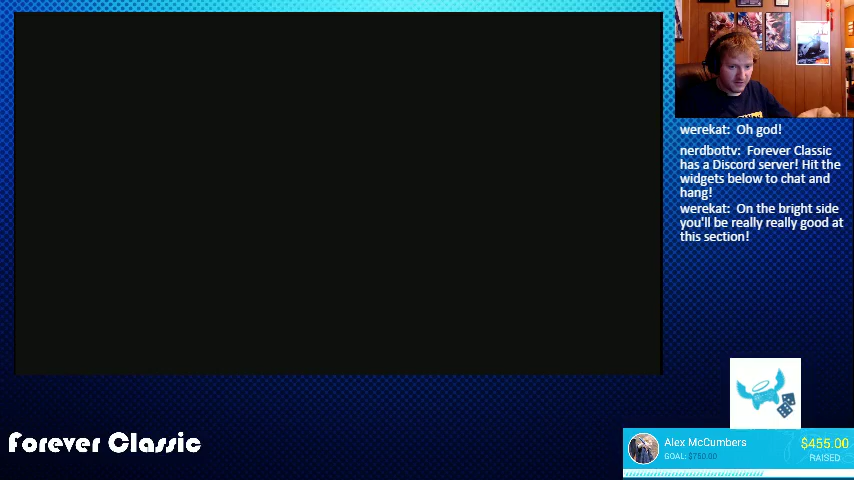 werekat: Oh god!
nerdbottv: Forever Classic
has a Discord server! Hit the
widgets below to chat and
hang!
werekat: On the bright side
you'll be really really good at
this section!
Forever Classic
Alex McCumbers
GOAL: $750.00
$455.00
RAISED